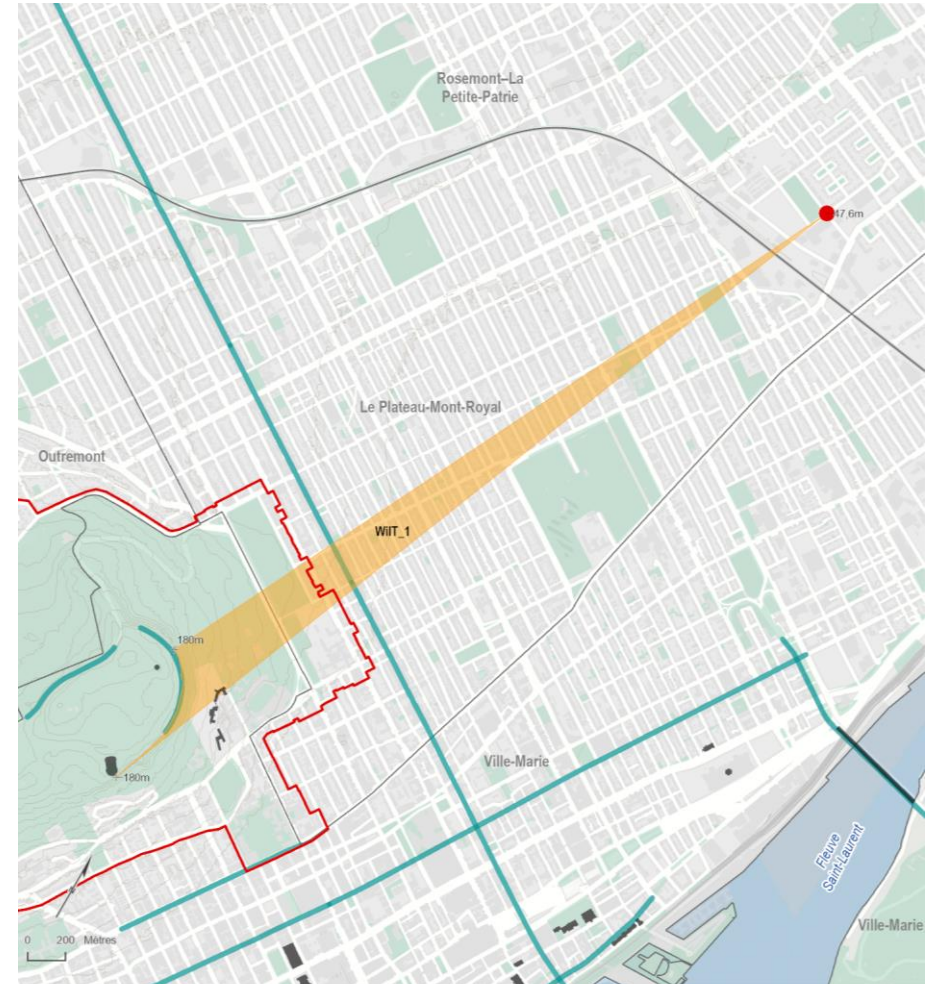 Rosemont–La
Petite-Patrie
47,6m
Le Plateau-Mont-Royal
Outremont
WilT_1
180m
180m
Ville-Marie
Fleuve
Saint-Laurent
Ville-Marie
0 200 Mètres